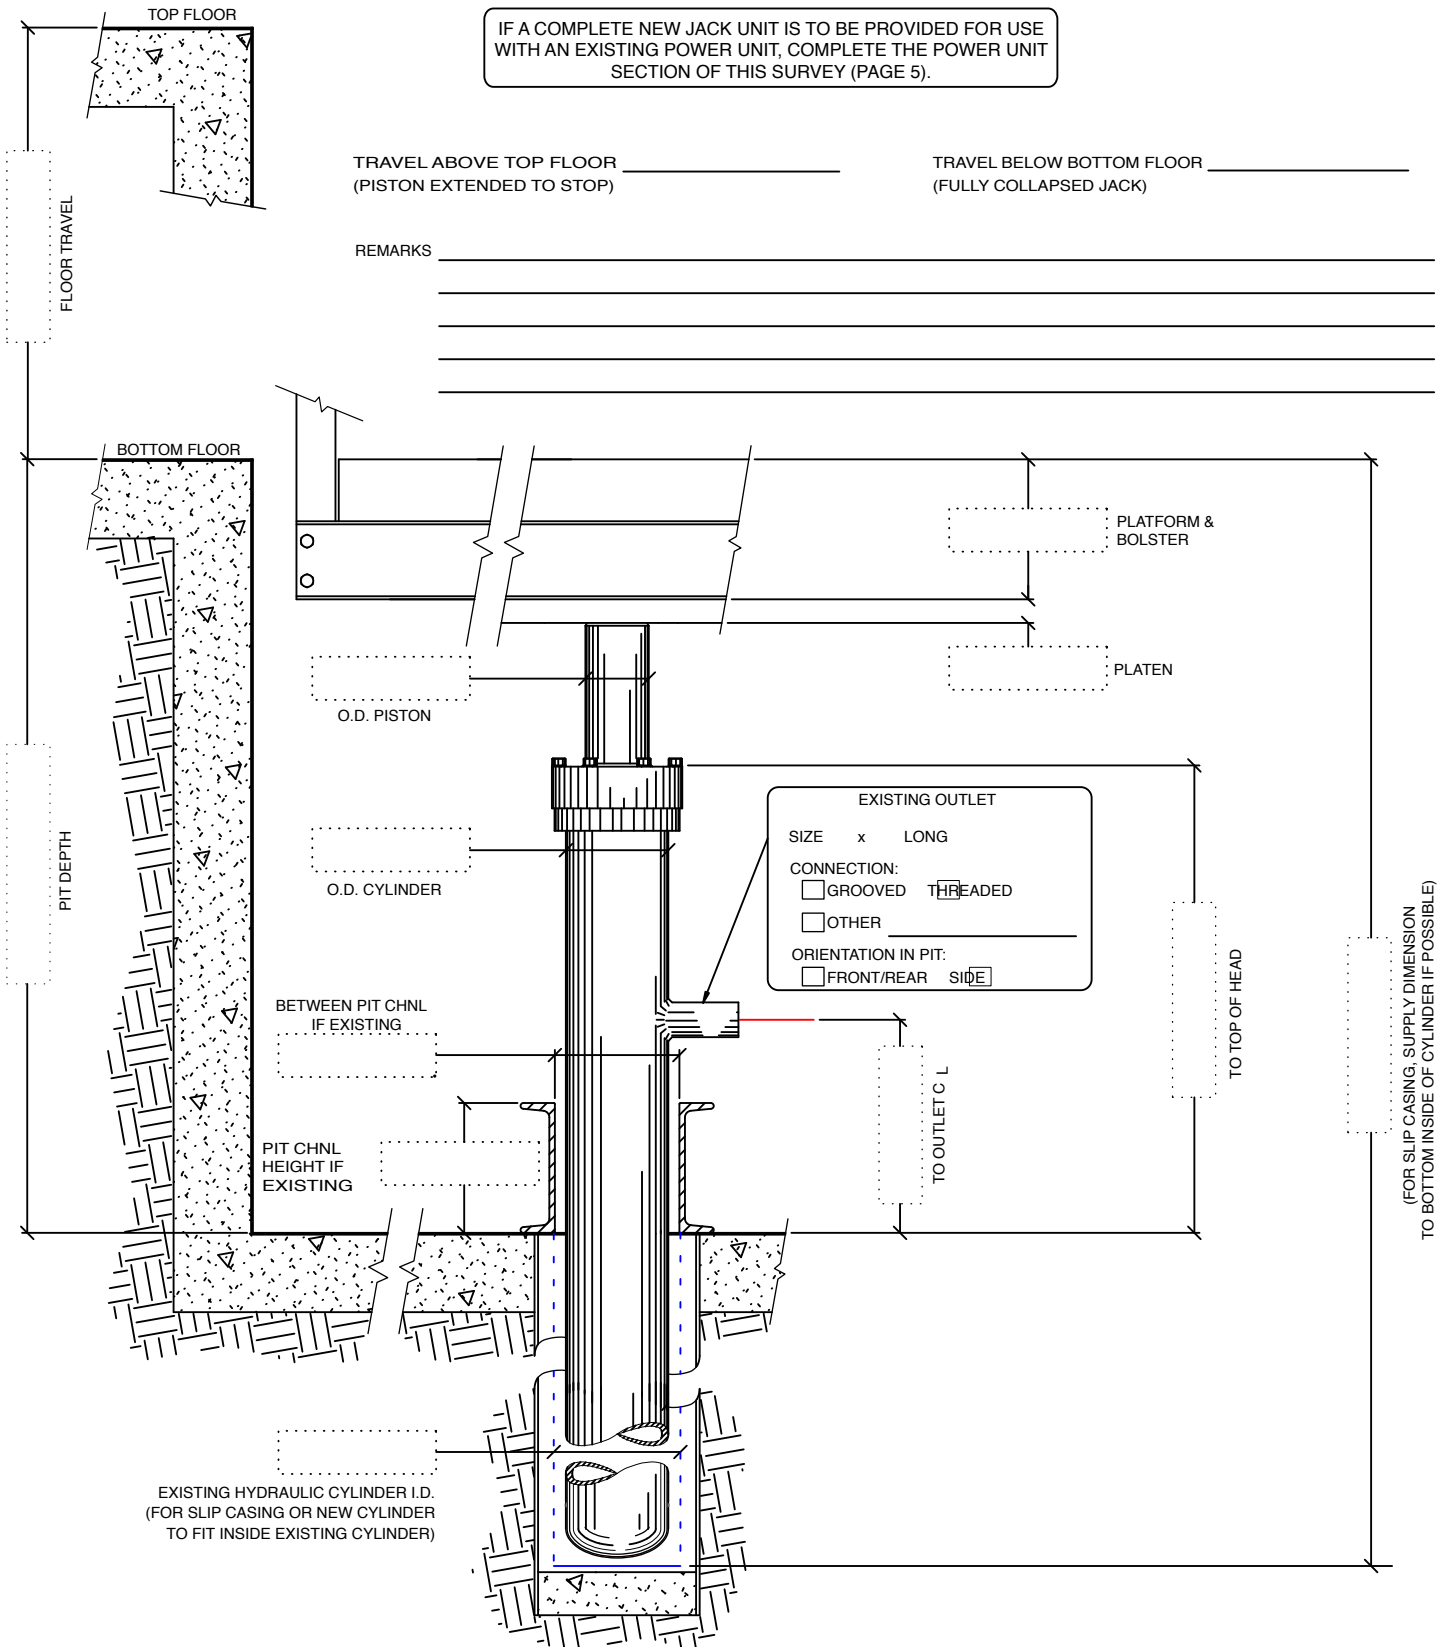 TOP FLOOR
IF A COMPLETE NEW JACK UNIT IS TO BE PROVIDED FOR USE
WITH AN EXISTING POWER UNIT, COMPLETE THE POWER UNIT
SECTION OF THIS SURVEY (PAGE 5).
TRAVEL ABOVE TOP FLOOR
(PISTON EXTENDED TO STOP)
TRAVEL BELOW BOTTOM FLOOR
(FULLY COLLAPSED JACK)
FLOOR TRAVEL
REMARKS
BOTTOM FLOOR
PLATFORM &
BOLSTER
PLATEN
O.D. PISTON
PIT DEPTH
O.D. CYLINDER
EXISTING OUTLET
SIZE x LONG
CONNECTION:
GROOVED THREADED
OTHER
ORIENTATION IN PIT:
FRONT/REAR SIDE
BETWEEN PIT CHNL
IF EXISTING
PIT CHNL
HEIGHT IF
EXISTING
TO OUTLET C L
TO TOP OF HEAD
(FOR SLIP CASING, SUPPLY DIMENSION
TO BOTTOM INSIDE OF CYLINDER IF POSSIBLE)
EXISTING HYDRAULIC CYLINDER I.D.
(FOR SLIP CASING OR NEW CYLINDER
TO FIT INSIDE EXISTING CYLINDER)